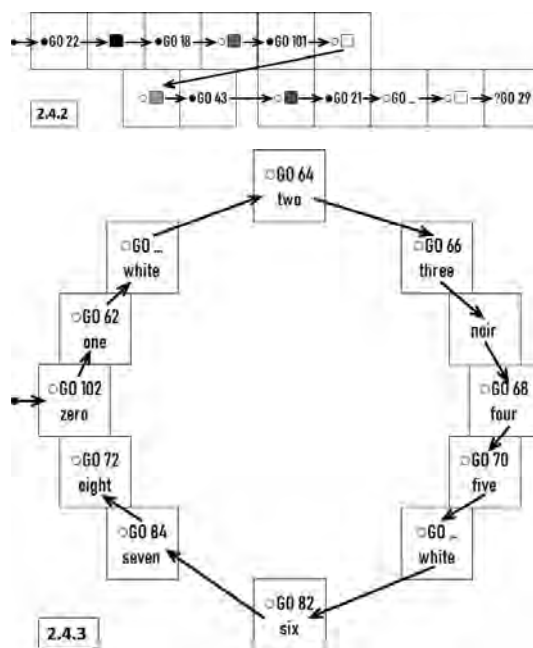 GO 22 GO 18 GO 101
GO 43 GO 21 GO _ ?GO 29
2.4.2
GO 64
two
GO _
white
GO 66
three
GO 62
one
noir
GO 102
zero
GO 68
four
GO 72
eight
GO 70
five
GO 84
seven
GO _
white
GO 82
six
2.4.3